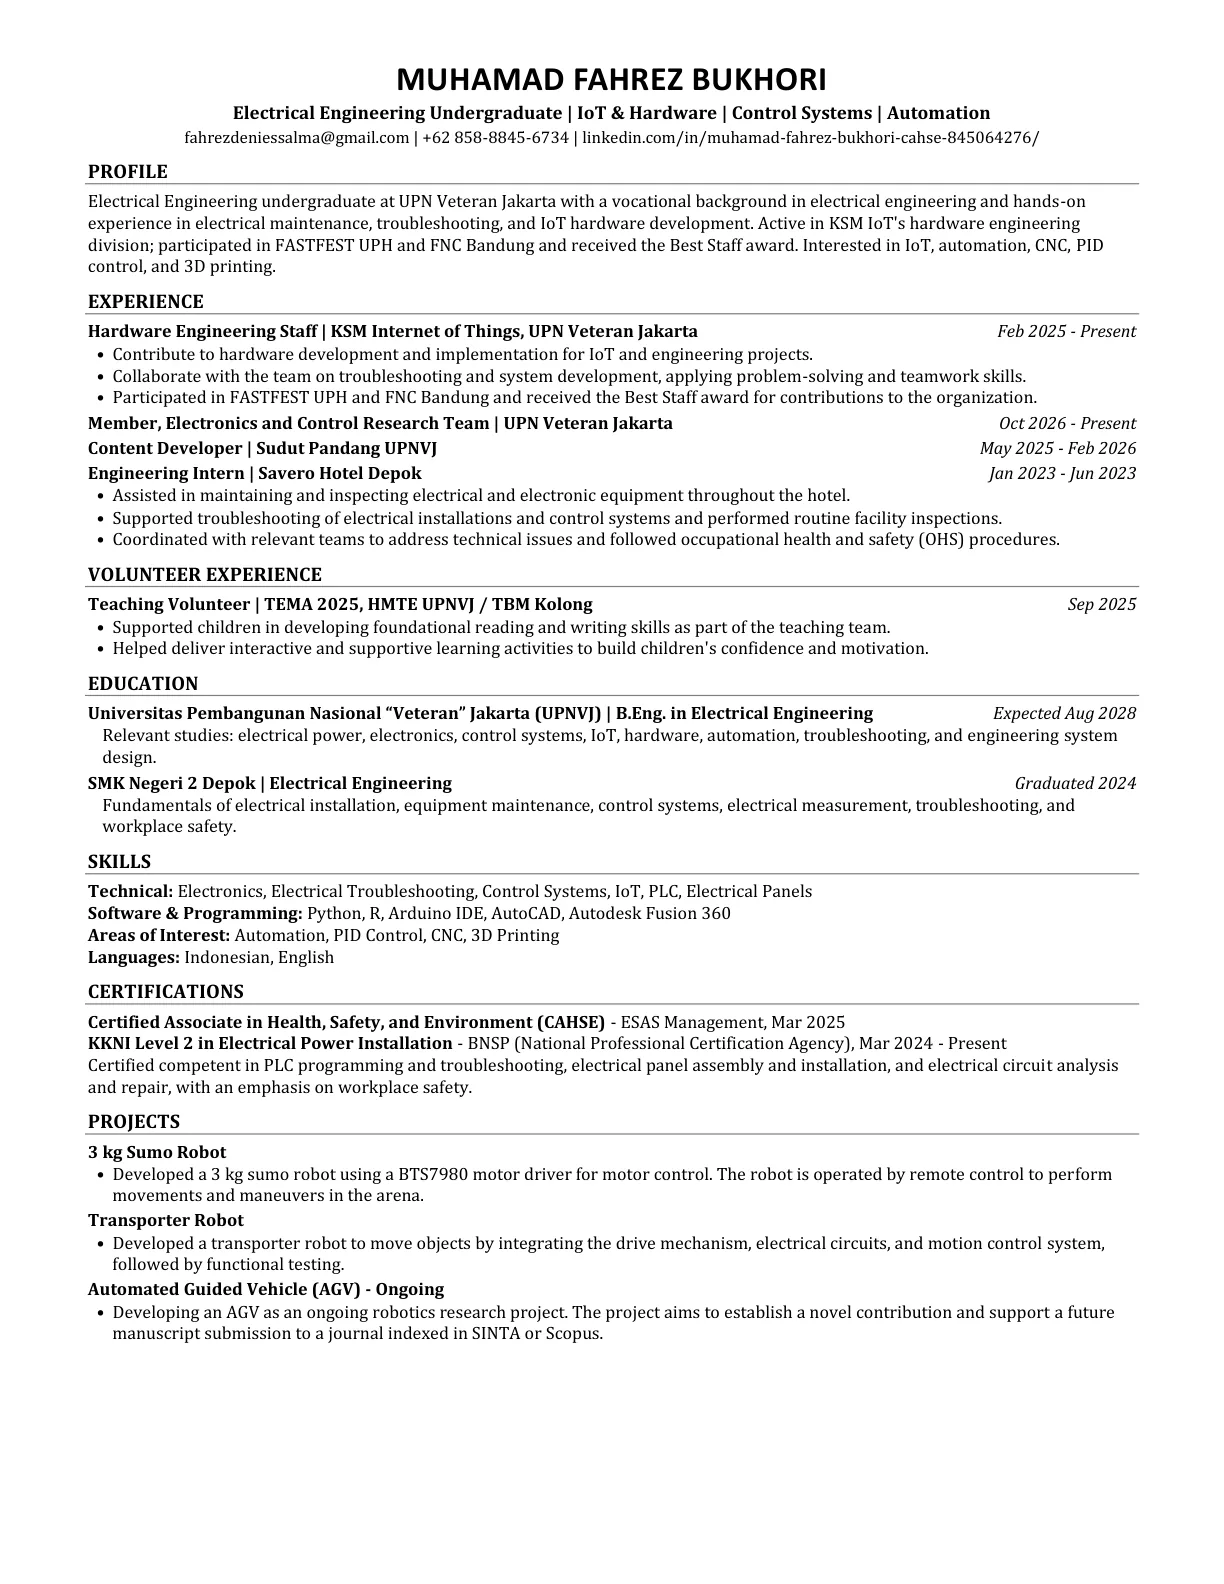 MUHAMAD FAHREZ BUKHORI
Electrical Engineering Undergraduate | IoT & Hardware | Control Systems | Automation
fahrezdeniessalma@gmail.com | +62 858-8845-6734 | linkedin.com/in/muhamad-fahrez-bukhori-cahse-845064276/
PROFILE
Electrical Engineering undergraduate at UPN Veteran Jakarta with a vocational background in electrical engineering and hands-on
experience in electrical maintenance, troubleshooting, and IoT hardware development. Active in KSM IoT's hardware engineering
division; participated in FASTFEST UPH and FNC Bandung and received the Best Staff award. Interested in IoT, automation, CNC, PID
control, and 3D printing.
EXPERIENCE
Hardware Engineering Staff | KSM Internet of Things, UPN Veteran Jakarta Feb 2025 - Present
• Contribute to hardware development and implementation for IoT and engineering projects.
• Collaborate with the team on troubleshooting and system development, applying problem-solving and teamwork skills.
• Participated in FASTFEST UPH and FNC Bandung and received the Best Staff award for contributions to the organization.
Member, Electronics and Control Research Team | UPN Veteran Jakarta Oct 2026 - Present
Content Developer | Sudut Pandang UPNVJ May 2025 - Feb 2026
Engineering Intern | Savero Hotel Depok Jan 2023 - Jun 2023
• Assisted in maintaining and inspecting electrical and electronic equipment throughout the hotel.
• Supported troubleshooting of electrical installations and control systems and performed routine facility inspections.
• Coordinated with relevant teams to address technical issues and followed occupational health and safety (OHS) procedures.
VOLUNTEER EXPERIENCE
Teaching Volunteer | TEMA 2025, HMTE UPNVJ / TBM Kolong Sep 2025
• Supported children in developing foundational reading and writing skills as part of the teaching team.
• Helped deliver interactive and supportive learning activities to build children's confidence and motivation.
EDUCATION
Universitas Pembangunan Nasional “Veteran” Jakarta (UPNVJ) | B.Eng. in Electrical Engineering Expected Aug 2028
Relevant studies: electrical power, electronics, control systems, IoT, hardware, automation, troubleshooting, and engineering system
design.
SMK Negeri 2 Depok | Electrical Engineering Graduated 2024
Fundamentals of electrical installation, equipment maintenance, control systems, electrical measurement, troubleshooting, and
workplace safety.
SKILLS
Technical: Electronics, Electrical Troubleshooting, Control Systems, IoT, PLC, Electrical Panels
Software & Programming: Python, R, Arduino IDE, AutoCAD, Autodesk Fusion 360
Areas of Interest: Automation, PID Control, CNC, 3D Printing
Languages: Indonesian, English
CERTIFICATIONS
Certified Associate in Health, Safety, and Environment (CAHSE) - ESAS Management, Mar 2025
KKNI Level 2 in Electrical Power Installation - BNSP (National Professional Certification Agency), Mar 2024 - Present
Certified competent in PLC programming and troubleshooting, electrical panel assembly and installation, and electrical circuit analysis
and repair, with an emphasis on workplace safety.
PROJECTS
3 kg Sumo Robot
• Developed a 3 kg sumo robot using a BTS7980 motor driver for motor control. The robot is operated by remote control to perform
movements and maneuvers in the arena.
Transporter Robot
• Developed a transporter robot to move objects by integrating the drive mechanism, electrical circuits, and motion control system,
followed by functional testing.
Automated Guided Vehicle (AGV) - Ongoing
• Developing an AGV as an ongoing robotics research project. The project aims to establish a novel contribution and support a future
manuscript submission to a journal indexed in SINTA or Scopus.